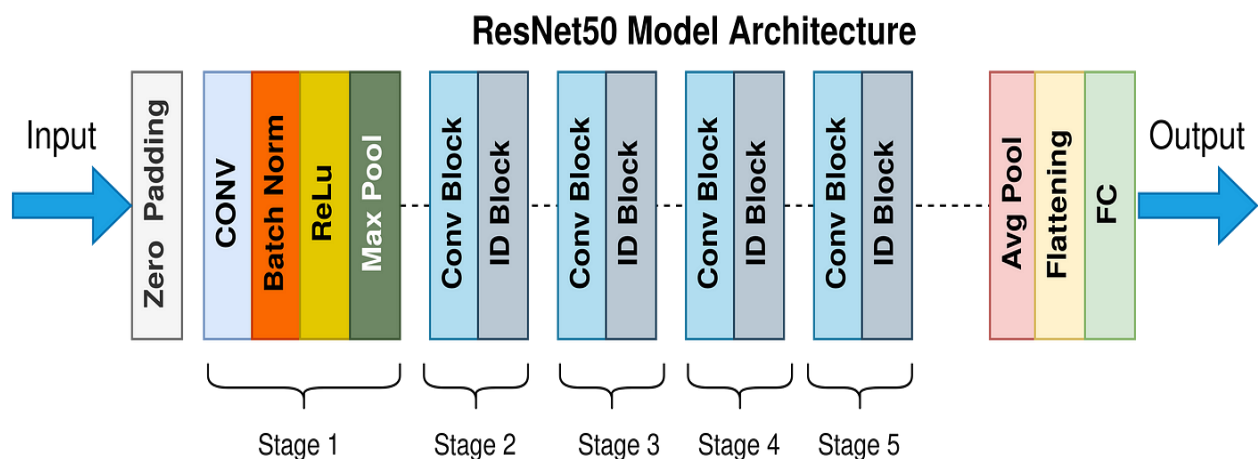 ResNet50 Model Architecture
Input
Zero Padding
CONV
Batch Norm
ReLu
Max Pool
Conv Block
ID Block
Conv Block
ID Block
Conv Block
ID Block
Conv Block
ID Block
Avg Pool
Flattening
FC
Output
Stage 1
Stage 2
Stage 3
Stage 4
Stage 5